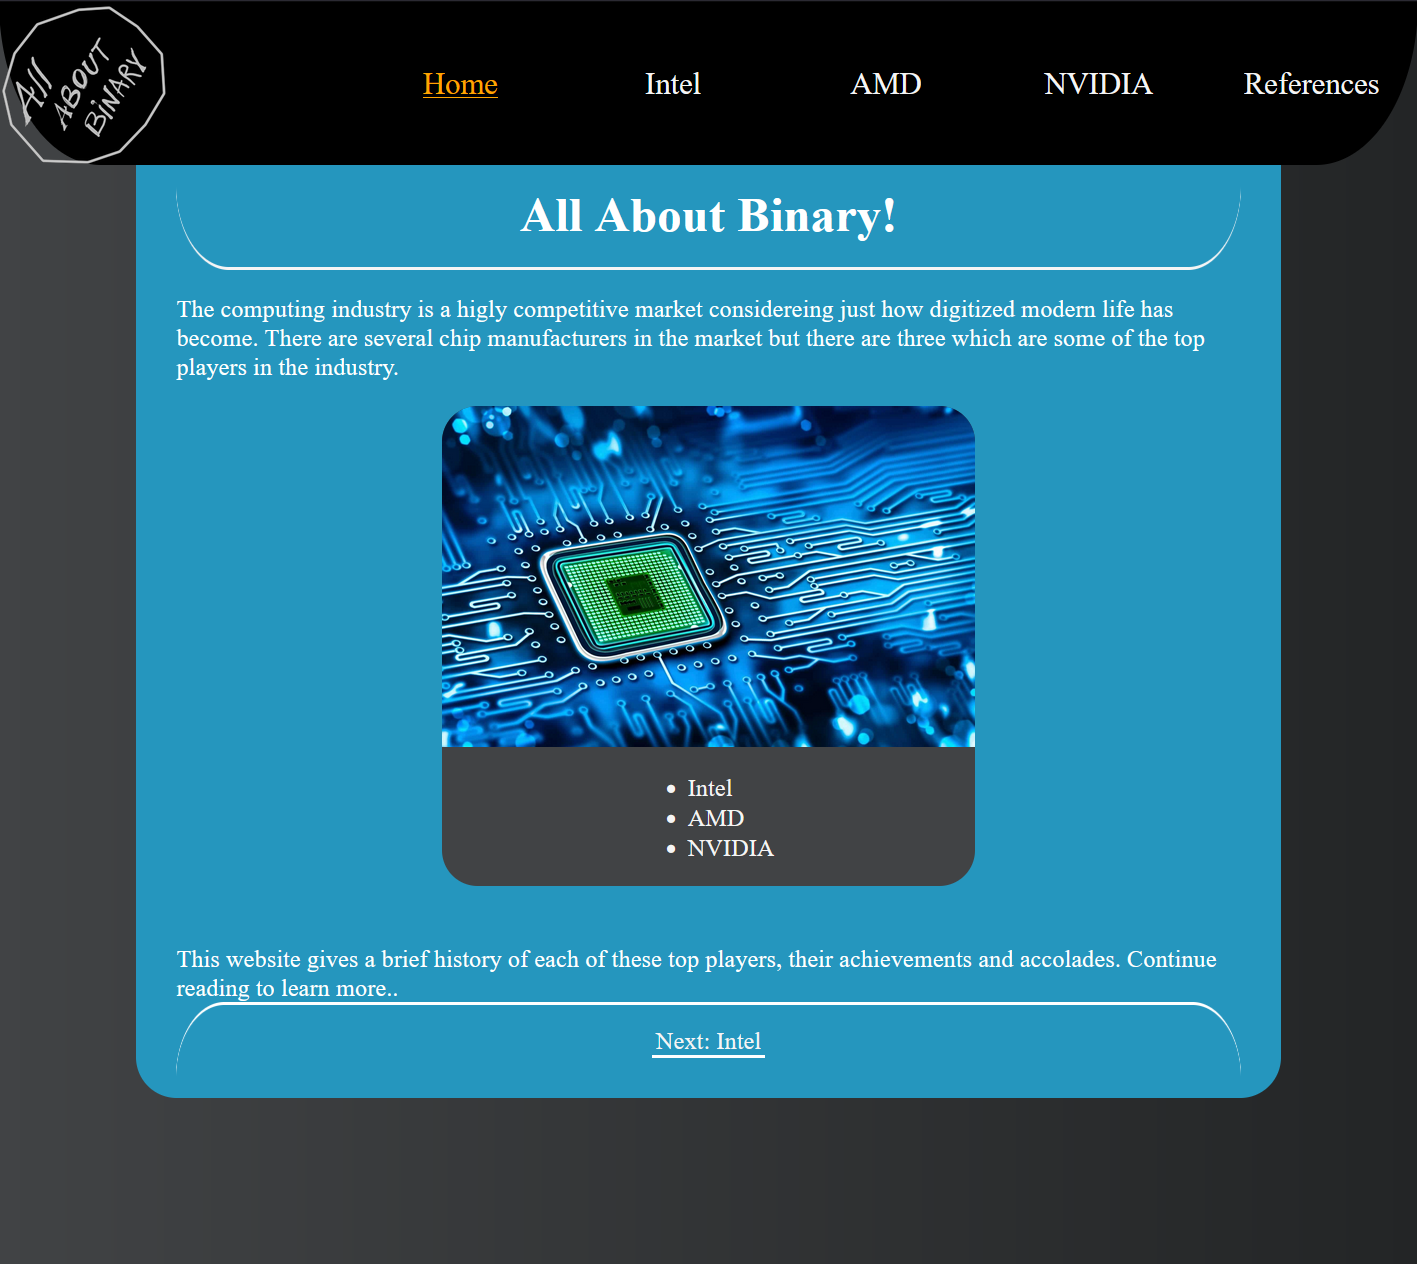 All
ABOUT
BiNARY
Home Intel AMD NVIDIA References
All About Binary!
The computing industry is a higly competitive market considereing just how digitized modern life has
become. There are several chip manufacturers in the market but there are three which are some of the top
players in the industry.
• Intel
• AMD
• NVIDIA
This website gives a brief history of each of these top players, their achievements and accolades. Continue
reading to learn more..
Next: Intel